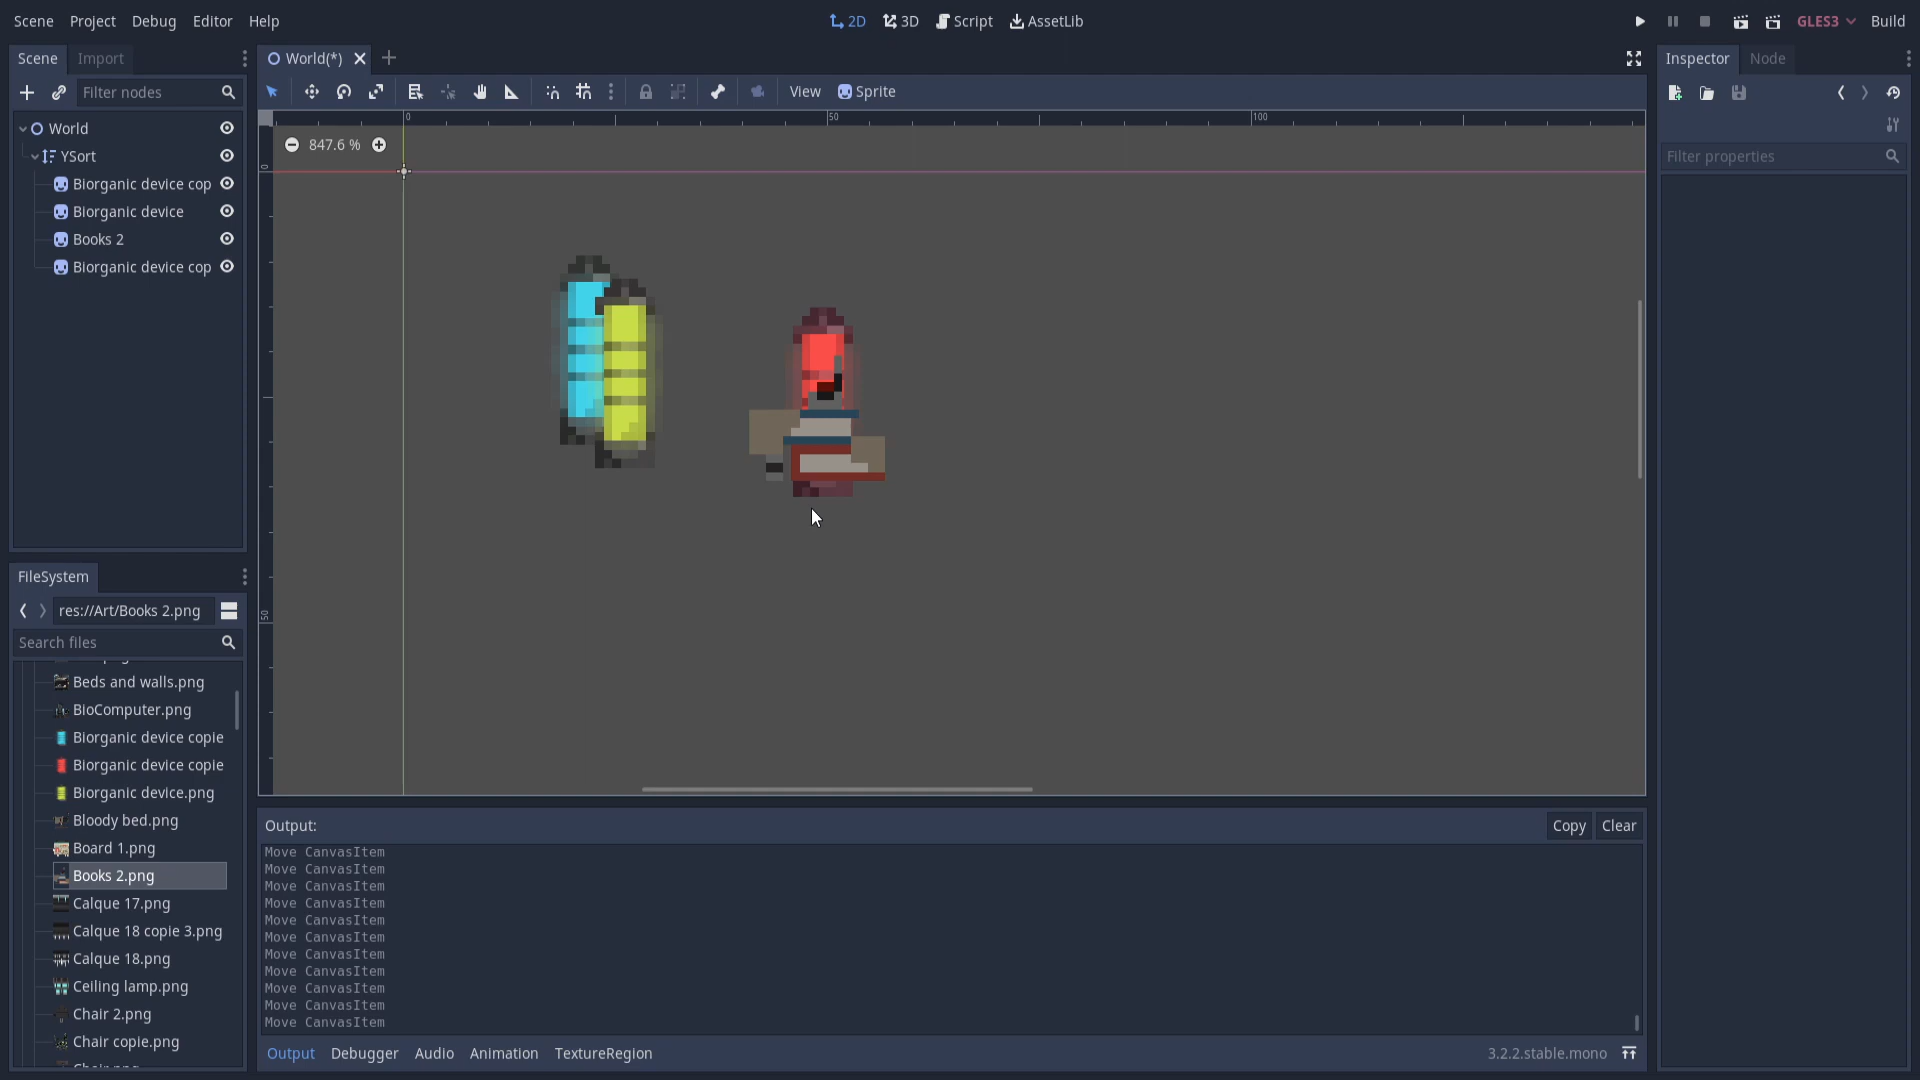 Scene Project Debug Editor Help
2D 3D Script AssetLib
GLES3 Build
Scene Import
World(*)
Inspector Node
Filter nodes
View Sprite
0 50 100
847.6 %
0
50
World
YSort
Biorganic device cop
Biorganic device
Books 2
Biorganic device cop
Filter properties
FileSystem
res://Art/Books 2.png
Search files
Beds and walls.png
BioComputer.png
Biorganic device copie
Biorganic device copie
Biorganic device.png
Bloody bed.png
Board 1.png
Books 2.png
Calque 17.png
Calque 18 copie 3.png
Calque 18.png
Ceiling lamp.png
Chair 2.png
Chair copie.png
Output:
Copy Clear
Move CanvasItem
Move CanvasItem
Move CanvasItem
Move CanvasItem
Move CanvasItem
Move CanvasItem
Move CanvasItem
Move CanvasItem
Move CanvasItem
Move CanvasItem
Move CanvasItem
Output Debugger Audio Animation TextureRegion
3.2.2.stable.mono